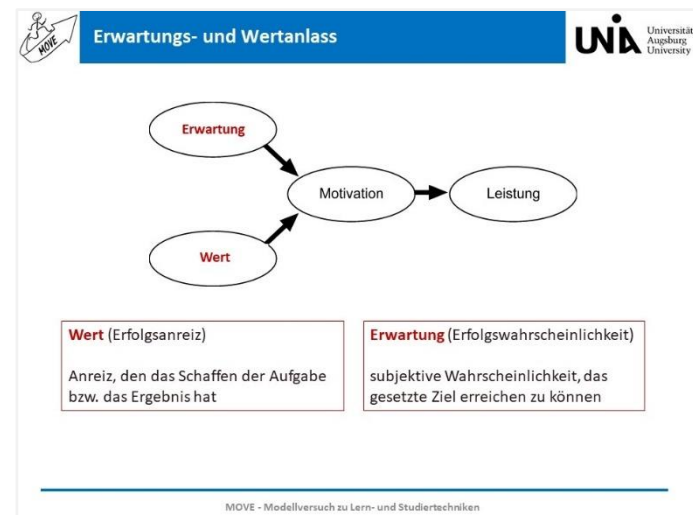 MOVE
Erwartungs- und Wertanlass
UNIA
Universität
Augsburg
University
Erwartung
Motivation
Leistung
Wert
Wert (Erfolgsanreiz)
Anreiz, den das Schaffen der Aufgabe
bzw. das Ergebnis hat
Erwartung (Erfolgswahrscheinlichkeit)
subjektive Wahrscheinlichkeit, das
gesetzte Ziel erreichen zu können
MOVE - Modellversuch zu Lern- und Studiertechniken